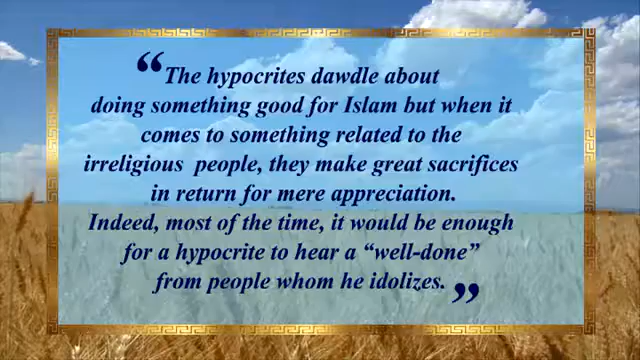 “The hypocrites dawdle about
doing something good for Islam but when it
comes to something related to the
irreligious people, they make great sacrifices
in return for mere appreciation.
Indeed, most of the time, it would be enough
for a hypocrite to hear a “well-done”
from people whom he idolizes.”